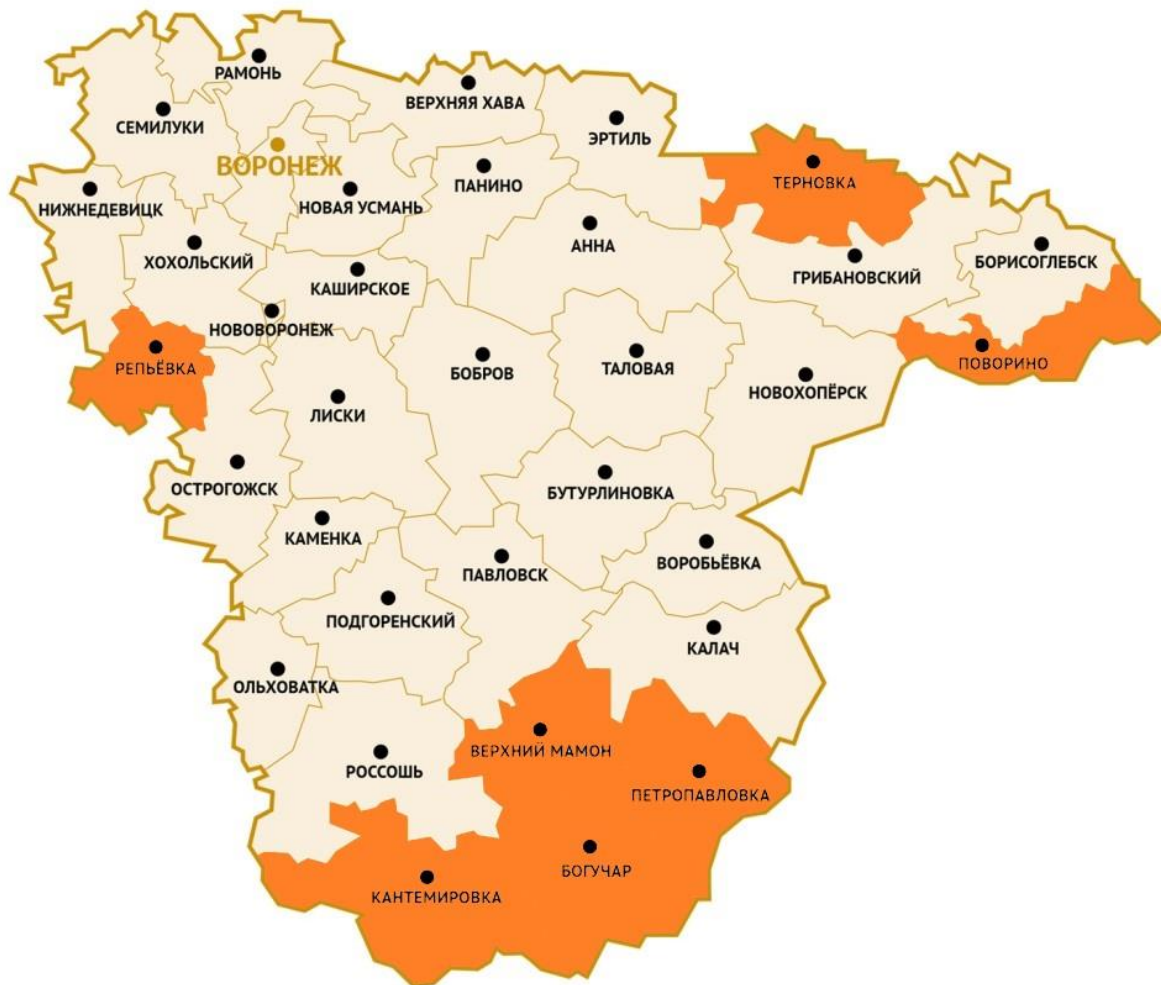 РАМОНЬ
ВЕРХНЯЯ ХАВА
СЕМИЛУКИ
ЭРТИЛЬ
ВОРОНЕЖ
ПАНИНО
ТЕРНОВКА
НИЖНЕДЕВИЦК
НОВАЯ УСМАНЬ
АННА
ХОХОЛЬСКИЙ
БОРИСОГЛЕБСК
КАШИРСКОЕ
ГРИБАНОВСКИЙ
НОВОВОРОНЕЖ
РЕПЬЁВКА
БОБРОВ
ТАЛОВАЯ
ПОВОРИНО
НОВОХОПЁРСК
ЛИСКИ
ОСТРОГОЖСК
БУТУРЛИНОВКА
КАМЕНКА
ПАВЛОВСК
ВОРОБЬЁВКА
ПОДГОРЕНСКИЙ
КАЛАЧ
ОЛЬХОВАТКА
ВЕРХНИЙ МАМОН
РОССОШЬ
ПЕТРОПАВЛОВКА
БОГУЧАР
КАНТЕМИРОВКА